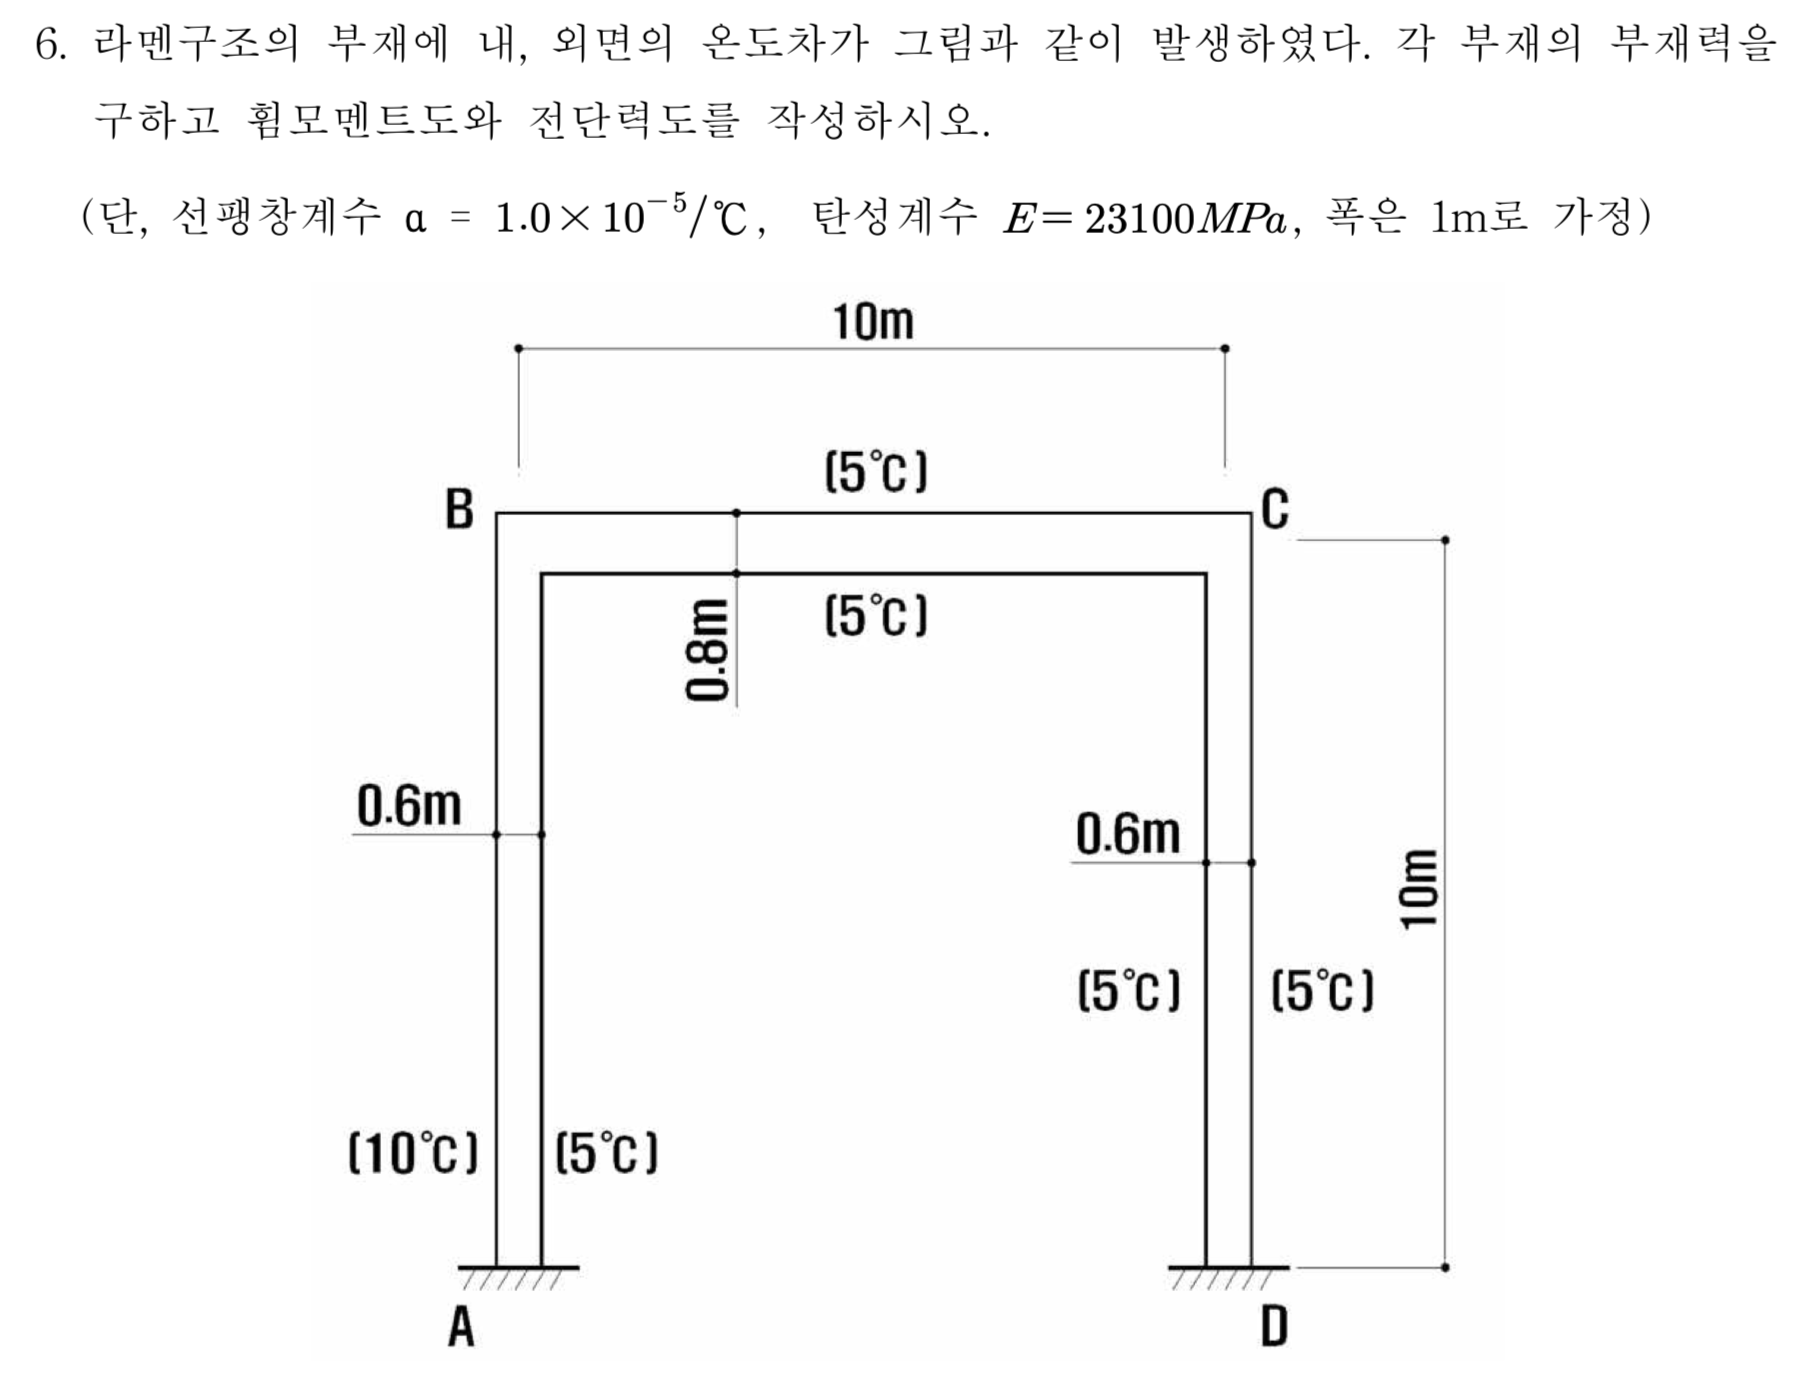 6. 라멘구조의 부재에 내, 외면의 온도차가 그림과 같이 발생하였다. 각 부재의 부재력을
구하고 휨모멘트도와 전단력도를 작성하시오.
(단, 선팽창계수 α = 1.0×10⁻⁵/℃, 탄성계수 E=23100MPa, 폭은 1m로 가정)
10m
(5℃)
B
C
(5℃)
0.8m
0.6m
0.6m
10m
(5℃)
(5℃)
(10℃)
(5℃)
A
D